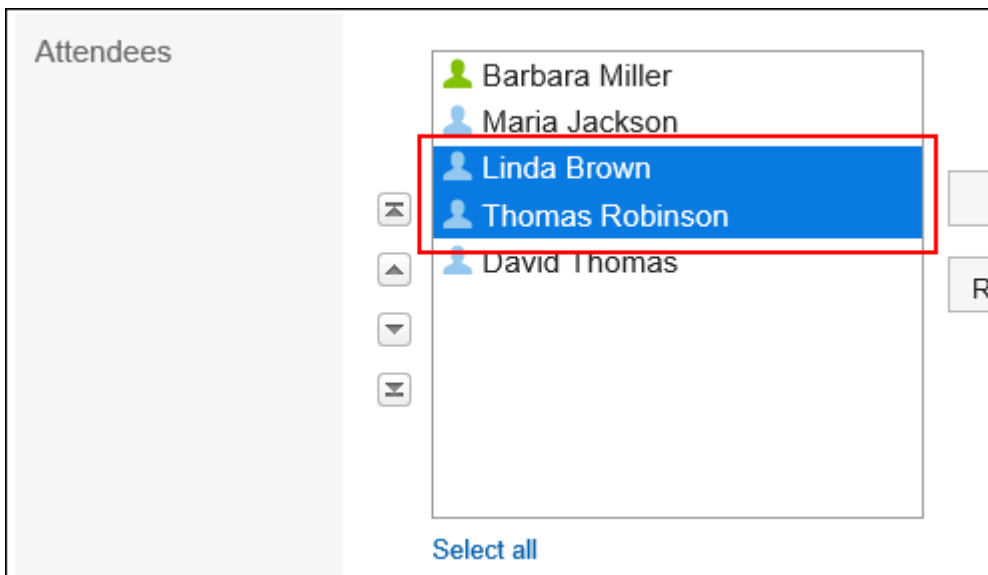 Attendees
Barbara Miller
Maria Jackson
Linda Brown
Thomas Robinson
David Thomas
R
Select all